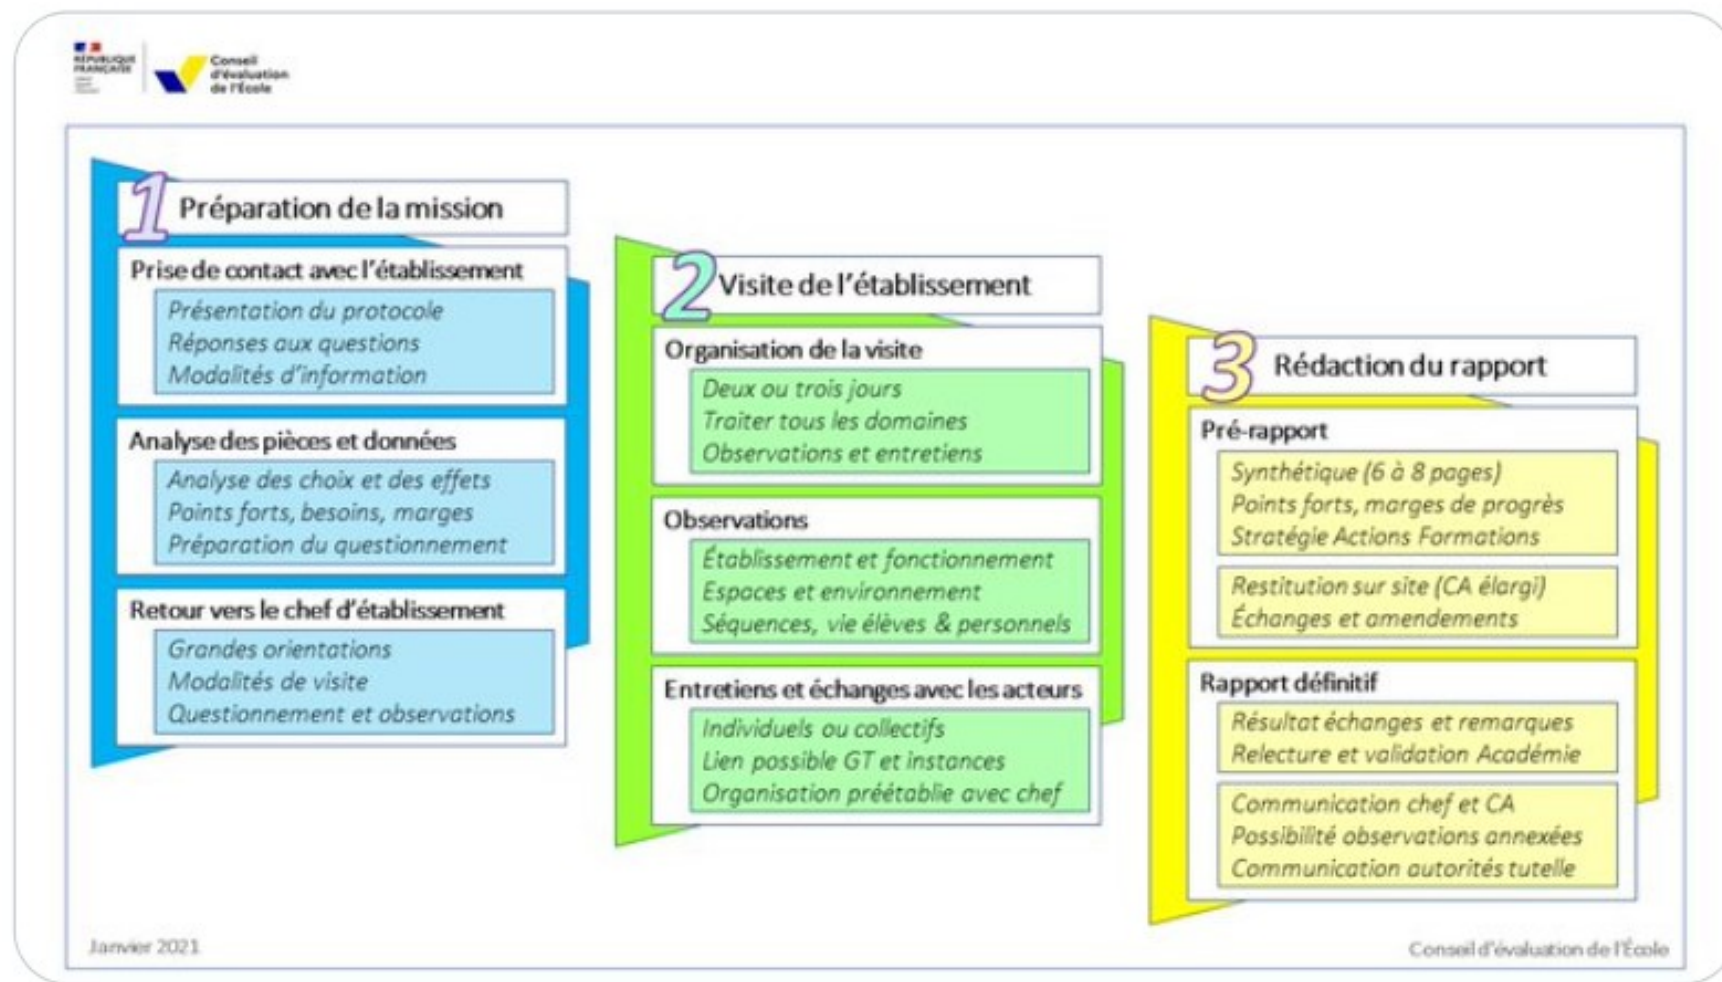 RÉPUBLIQUE
FRANÇAISE
Conseil
d'évaluation
de l'École
1 Préparation de la mission
Prise de contact avec l'établissement
Présentation du protocole
Réponses aux questions
Modalités d'information
Analyse des pièces et données
Analyse des choix et des effets
Points forts, besoins, marges
Préparation du questionnement
Retour vers le chef d'établissement
Grandes orientations
Modalités de visite
Questionnement et observations
2 Visite de l'établissement
Organisation de la visite
Deux ou trois jours
Traiter tous les domaines
Observations et entretiens
Observations
Établissement et fonctionnement
Espaces et environnement
Séquences, vie élèves & personnels
Entretiens et échanges avec les acteurs
Individuels ou collectifs
Lien possible GT et instances
Organisation préétablie avec chef
3 Rédaction du rapport
Pré-rapport
Synthétique (6 à 8 pages)
Points forts, marges de progrès
Stratégie Actions Formations
Restitution sur site (CA élargi)
Échanges et amendements
Rapport définitif
Résultat échanges et remarques
Relecture et validation Académie
Communication chef et CA
Possibilité observations annexées
Communication autorités tutelle
Janvier 2021
Conseil d'évaluation de l'École